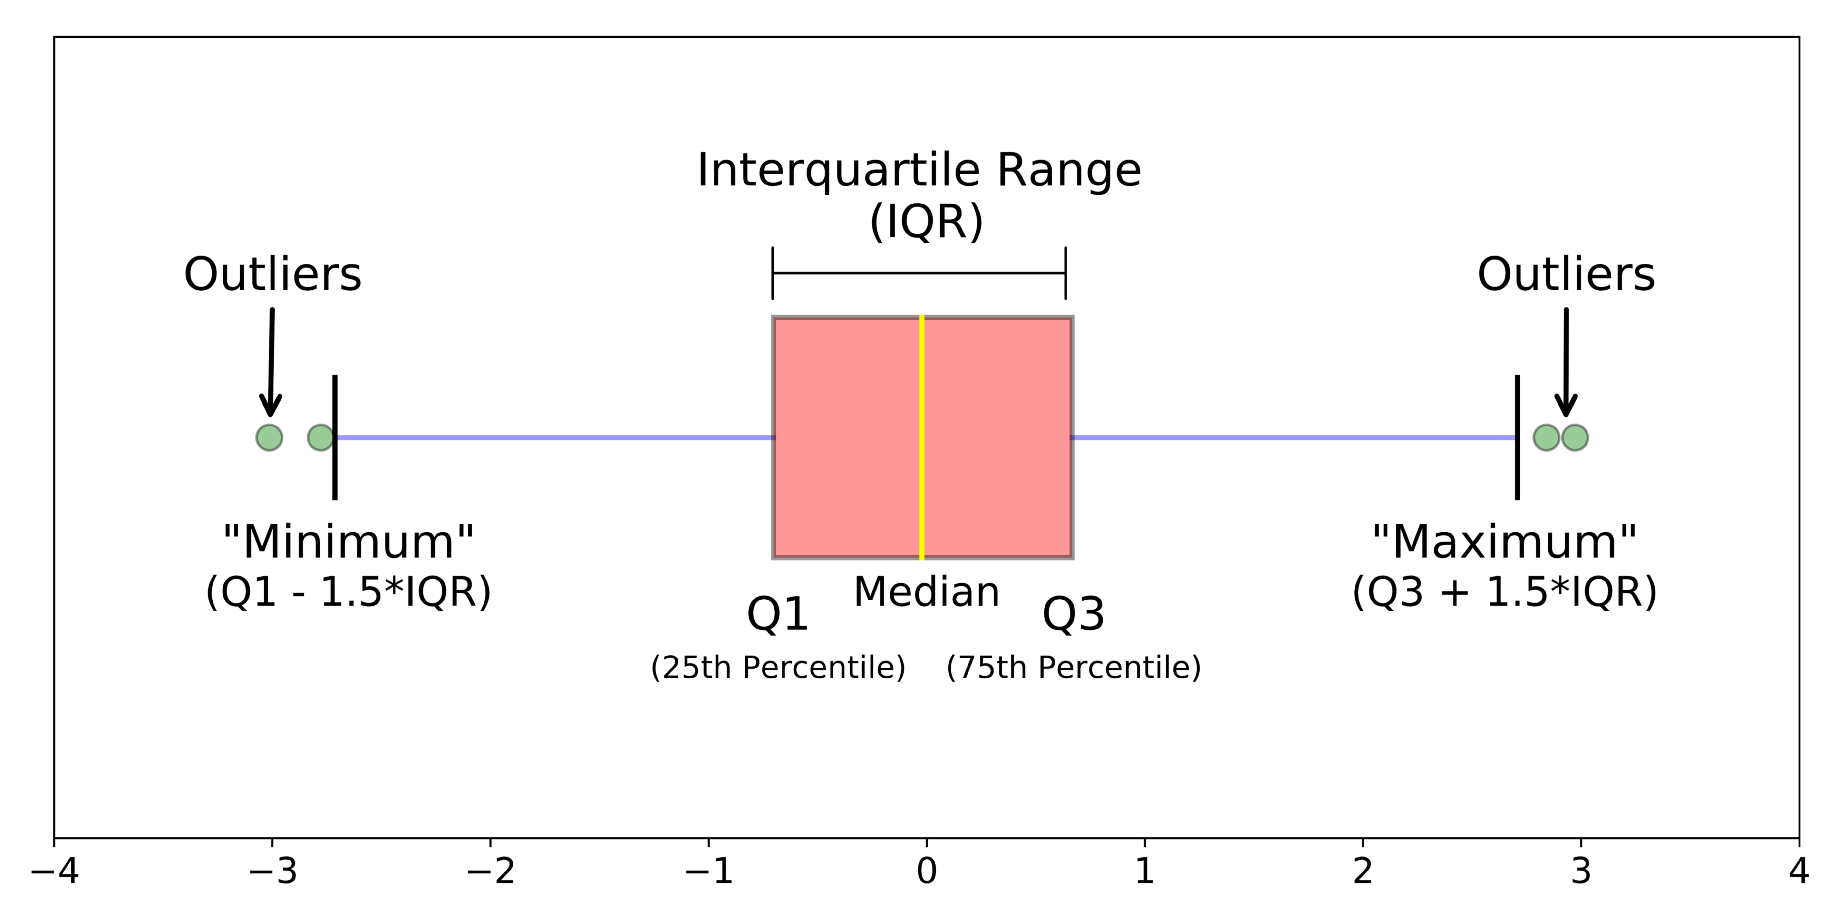 Interquartile Range
(IQR)
Outliers
Outliers
"Minimum"
(Q1 - 1.5*IQR)
"Maximum"
(Q3 + 1.5*IQR)
Median
Q1
Q3
(25th Percentile)
(75th Percentile)
−4 −3 −2 −1 0 1 2 3 4